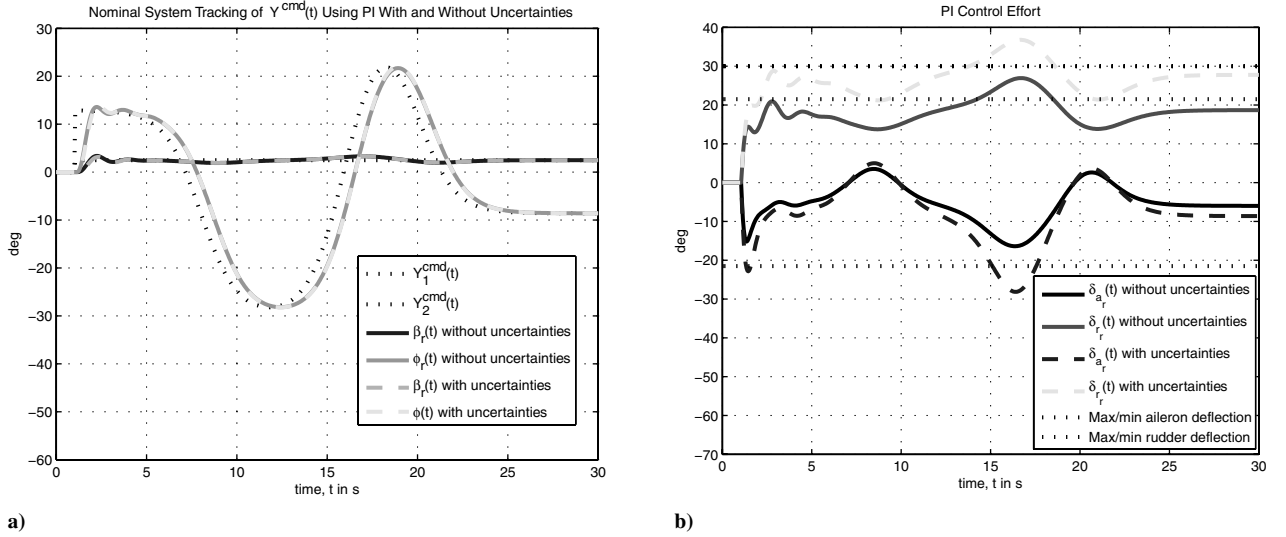 Nominal System Tracking of Y^cmd(t) Using PI With and Without Uncertainties
30
20
10
0
-10
-20
-30
-40
-50
-60
deg
0 5 10 15 20 25 30
time, t in s
Y_1^cmd(t)
Y_2^cmd(t)
β_r(t) without uncertainties
ϕ_r(t) without uncertainties
β_r(t) with uncertainties
ϕ(t) with uncertainties
a)
PI Control Effort
40
30
20
10
0
-10
-20
-30
-40
-50
-60
-70
deg
0 5 10 15 20 25 30
time, t in s
δ_a_r(t) without uncertainties
δ_r_r(t) without uncertainties
δ_a_r(t) with uncertainties
δ_r_r(t) with uncertainties
Max/min aileron deflection
Max/min rudder deflection
b)